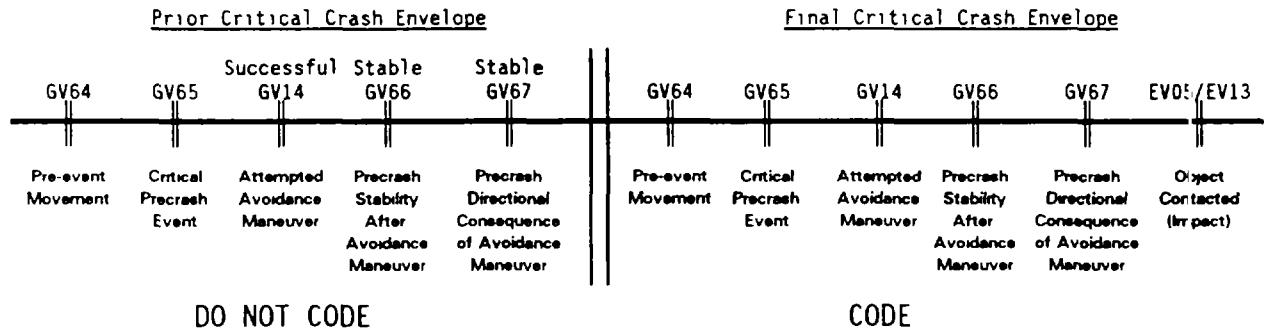 Prior Critical Crash Envelope Final Critical Crash Envelope
Successful Stable Stable
GV64 GV65 GV14 GV66 GV67 GV64 GV65 GV14 GV66 GV67 EV05/EV13
Pre-event Critical Attempted Precrash Precrash Pre-event Critical Attempted Precrash Precrash Object
Movement Precrash Avoidance Stability Directional Movement Precrash Avoidance Stability Directional Contacted
Event Maneuver After Consequence Event Maneuver After Consequence (Impact)
Avoidance of Avoidance Avoidance of Avoidance
Maneuver Maneuver Maneuver Maneuver
DO NOT CODE CODE